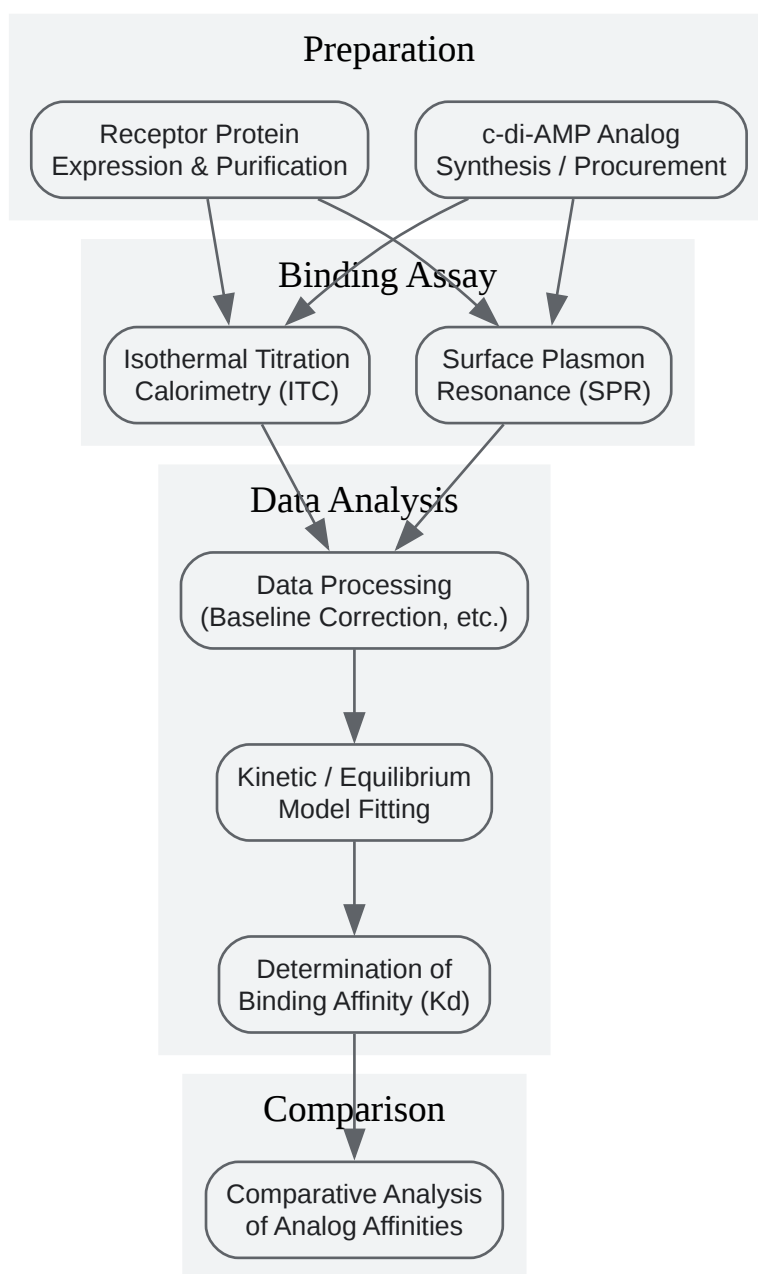 Preparation
Receptor Protein
Expression & Purification
c-di-AMP Analog
Synthesis / Procurement
Binding Assay
Isothermal Titration
Calorimetry (ITC)
Surface Plasmon
Resonance (SPR)
Data Analysis
Data Processing
(Baseline Correction, etc.)
Kinetic / Equilibrium
Model Fitting
Determination of
Binding Affinity (Kd)
Comparison
Comparative Analysis
of Analog Affinities